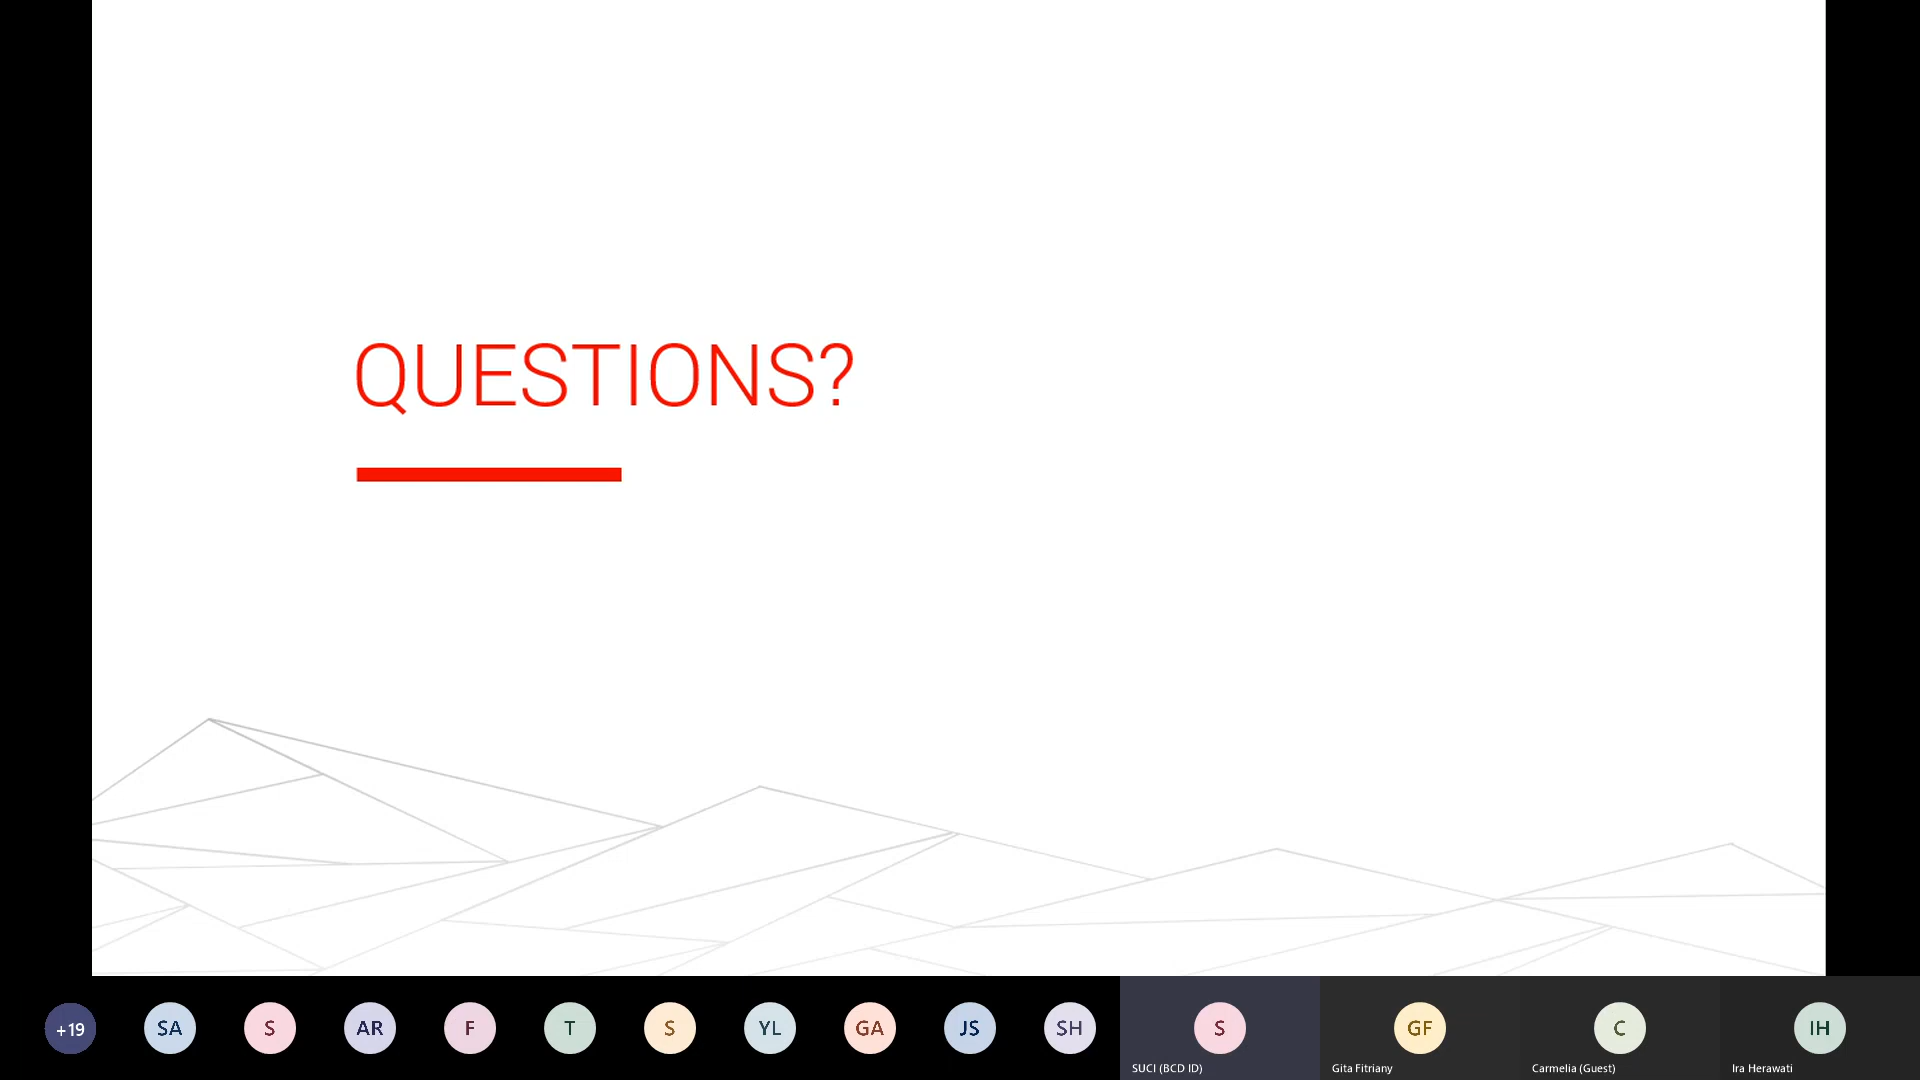 QUESTIONS?
+19
SA
S
AR
F
T
S
YL
GA
JS
SH
S
GF
C
IH
SUCI (BCD ID)
Gita Fitriany
Carmelia (Guest)
Ira Herawati